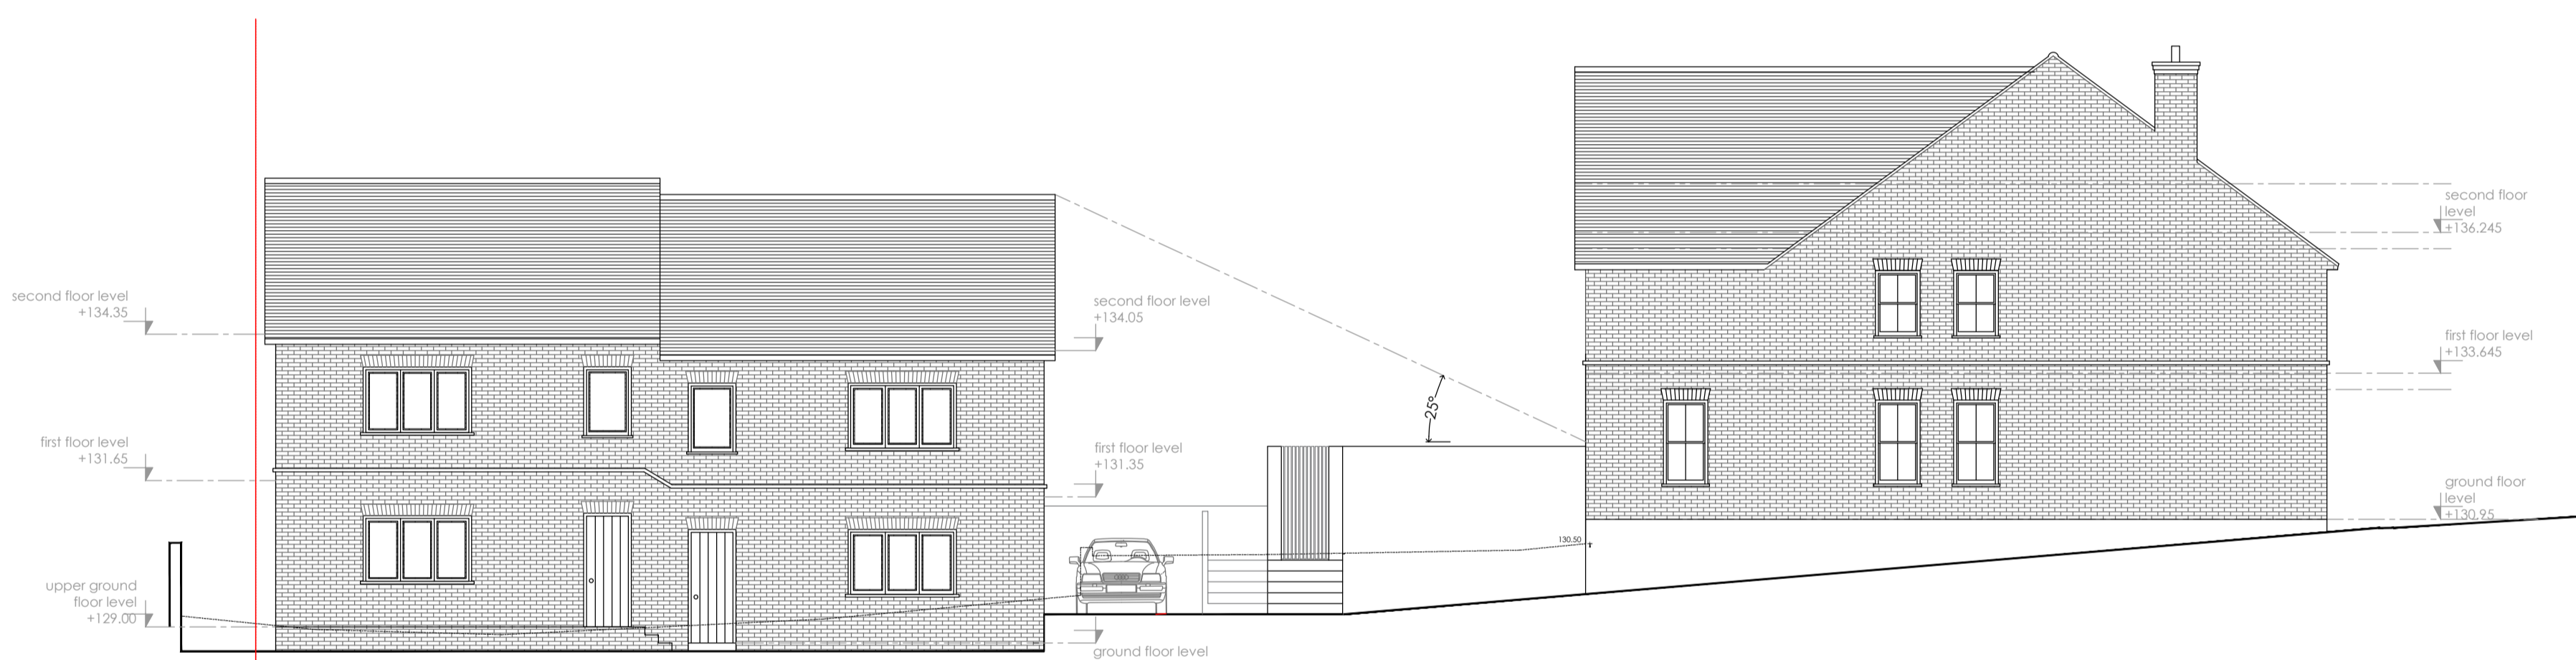 second floor level
+134.35
first floor level
+131.65
upper ground
floor level
+129.00
second floor level
+134.05
first floor level
+131.35
ground floor level
25°
130.50
second floor
level
+136.245
first floor level
+133.645
ground floor
level
+130.95